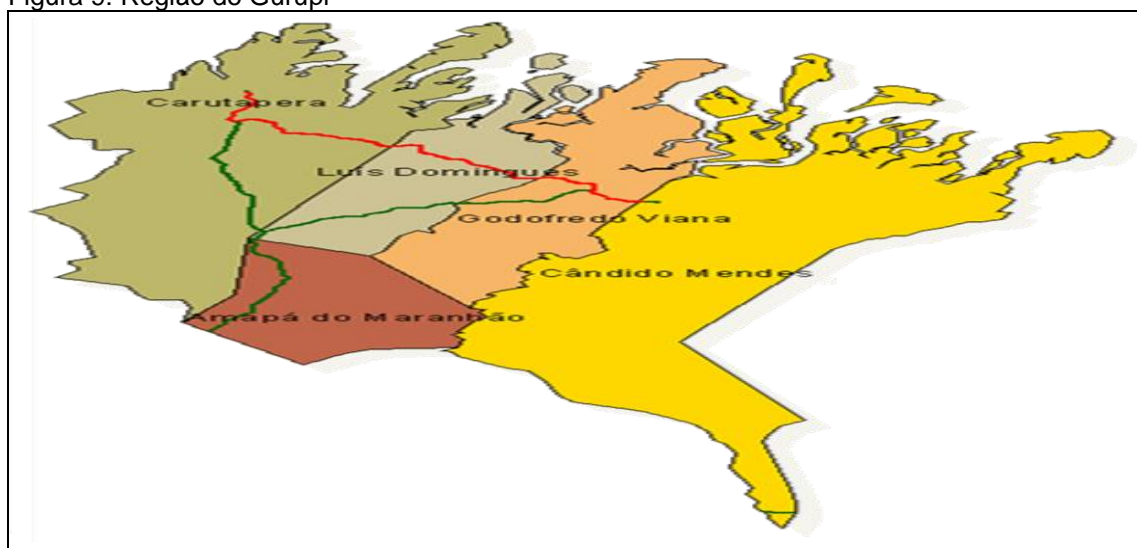 Figura 9: Região do Gurupi
Carutapera
Luís Domingues
Godofredo Viana
Cândido Mendes
Amapá do Maranhão